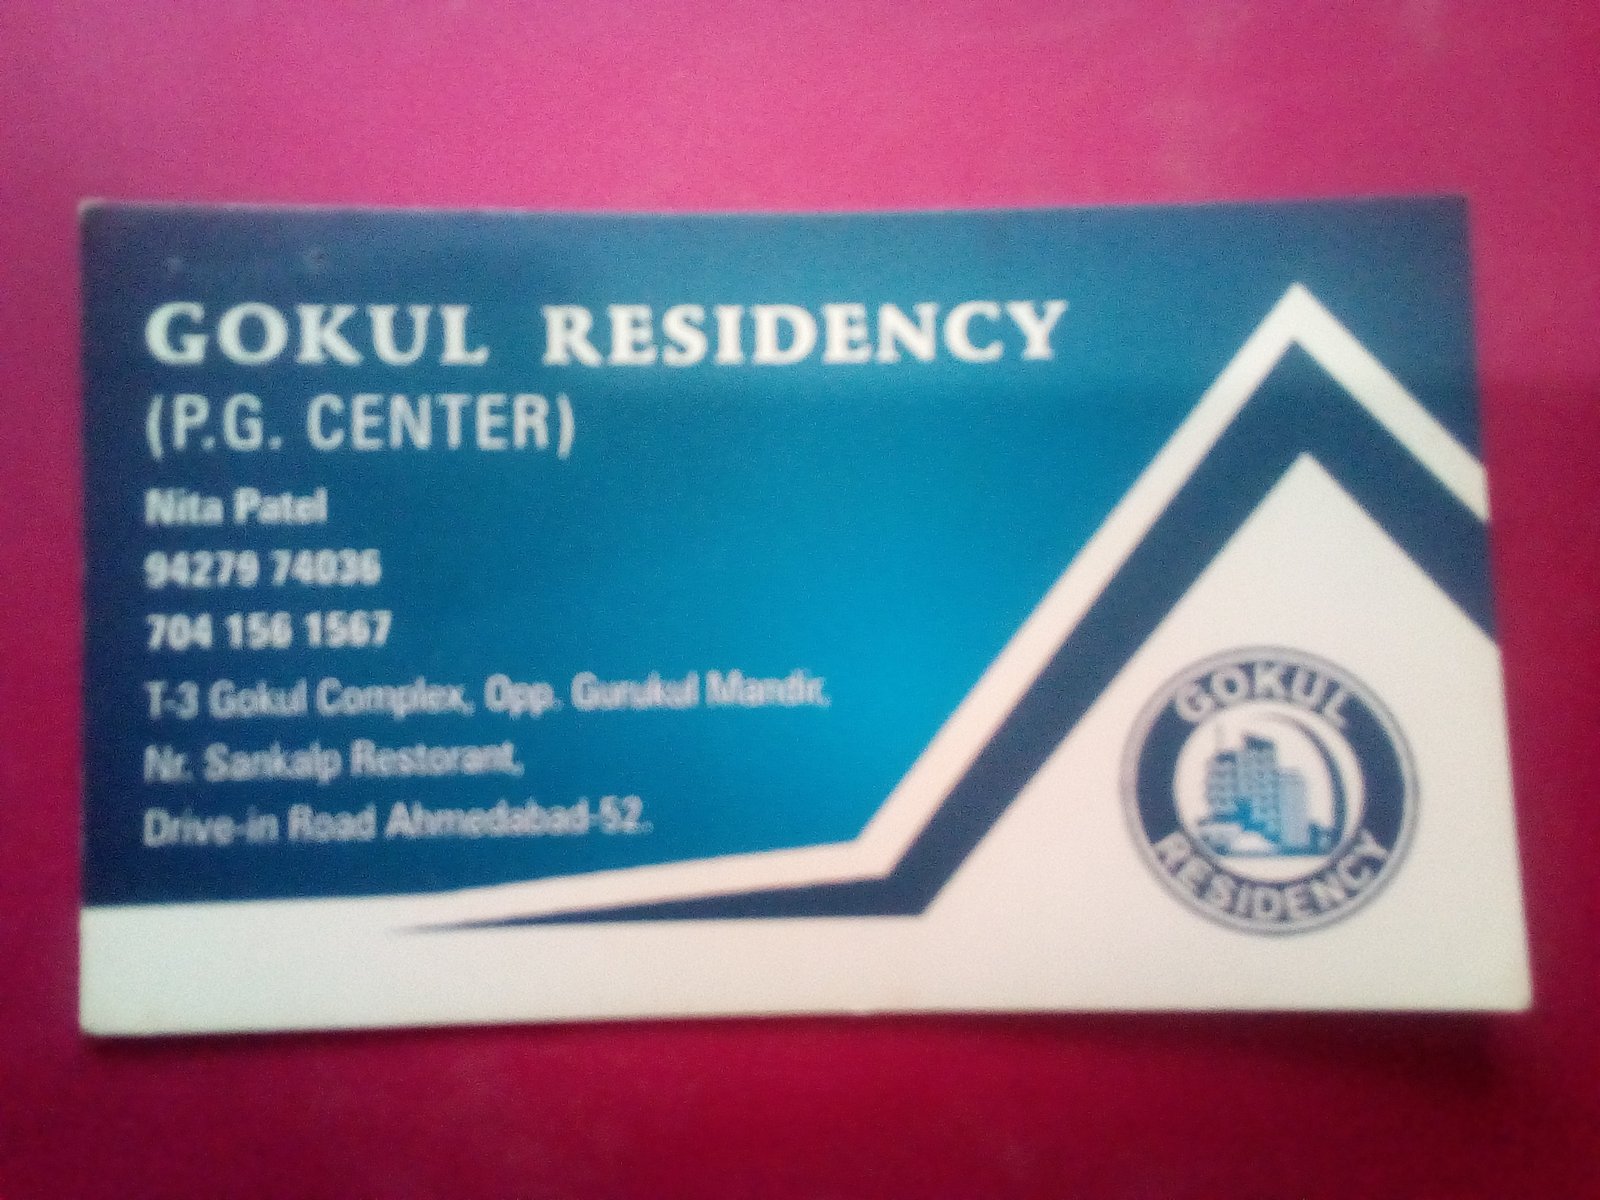 GOKUL RESIDENCY
(P.G. CENTER)
Nita Patel
94279 74036
704 156 1567
T-3 Gokul Complex, Opp. Gurukul Mandir,
Nr. Sankalp Restorant,
Drive-in Road Ahmedabad-52.
GOKUL
RESIDENCY